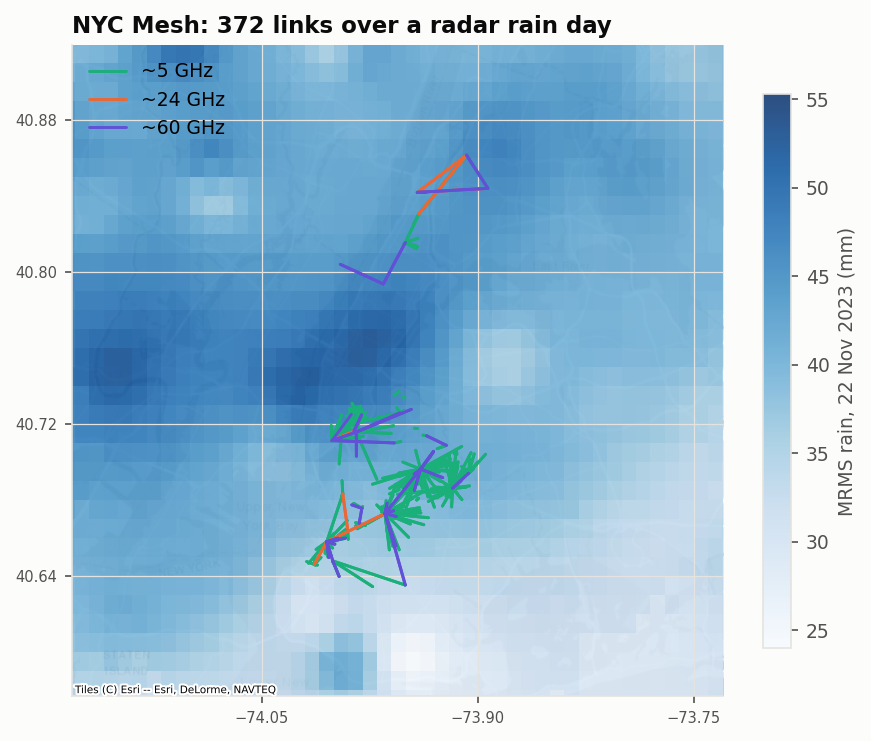 NYC Mesh: 372 links over a radar rain day
~5 GHz
~24 GHz
~60 GHz
40.88
40.80
40.72
40.64
−74.05
−73.90
−73.75
55
50
45
40
35
30
25
MRMS rain, 22 Nov 2023 (mm)
Tiles (C) Esri -- Esri, DeLorme, NAVTEQ